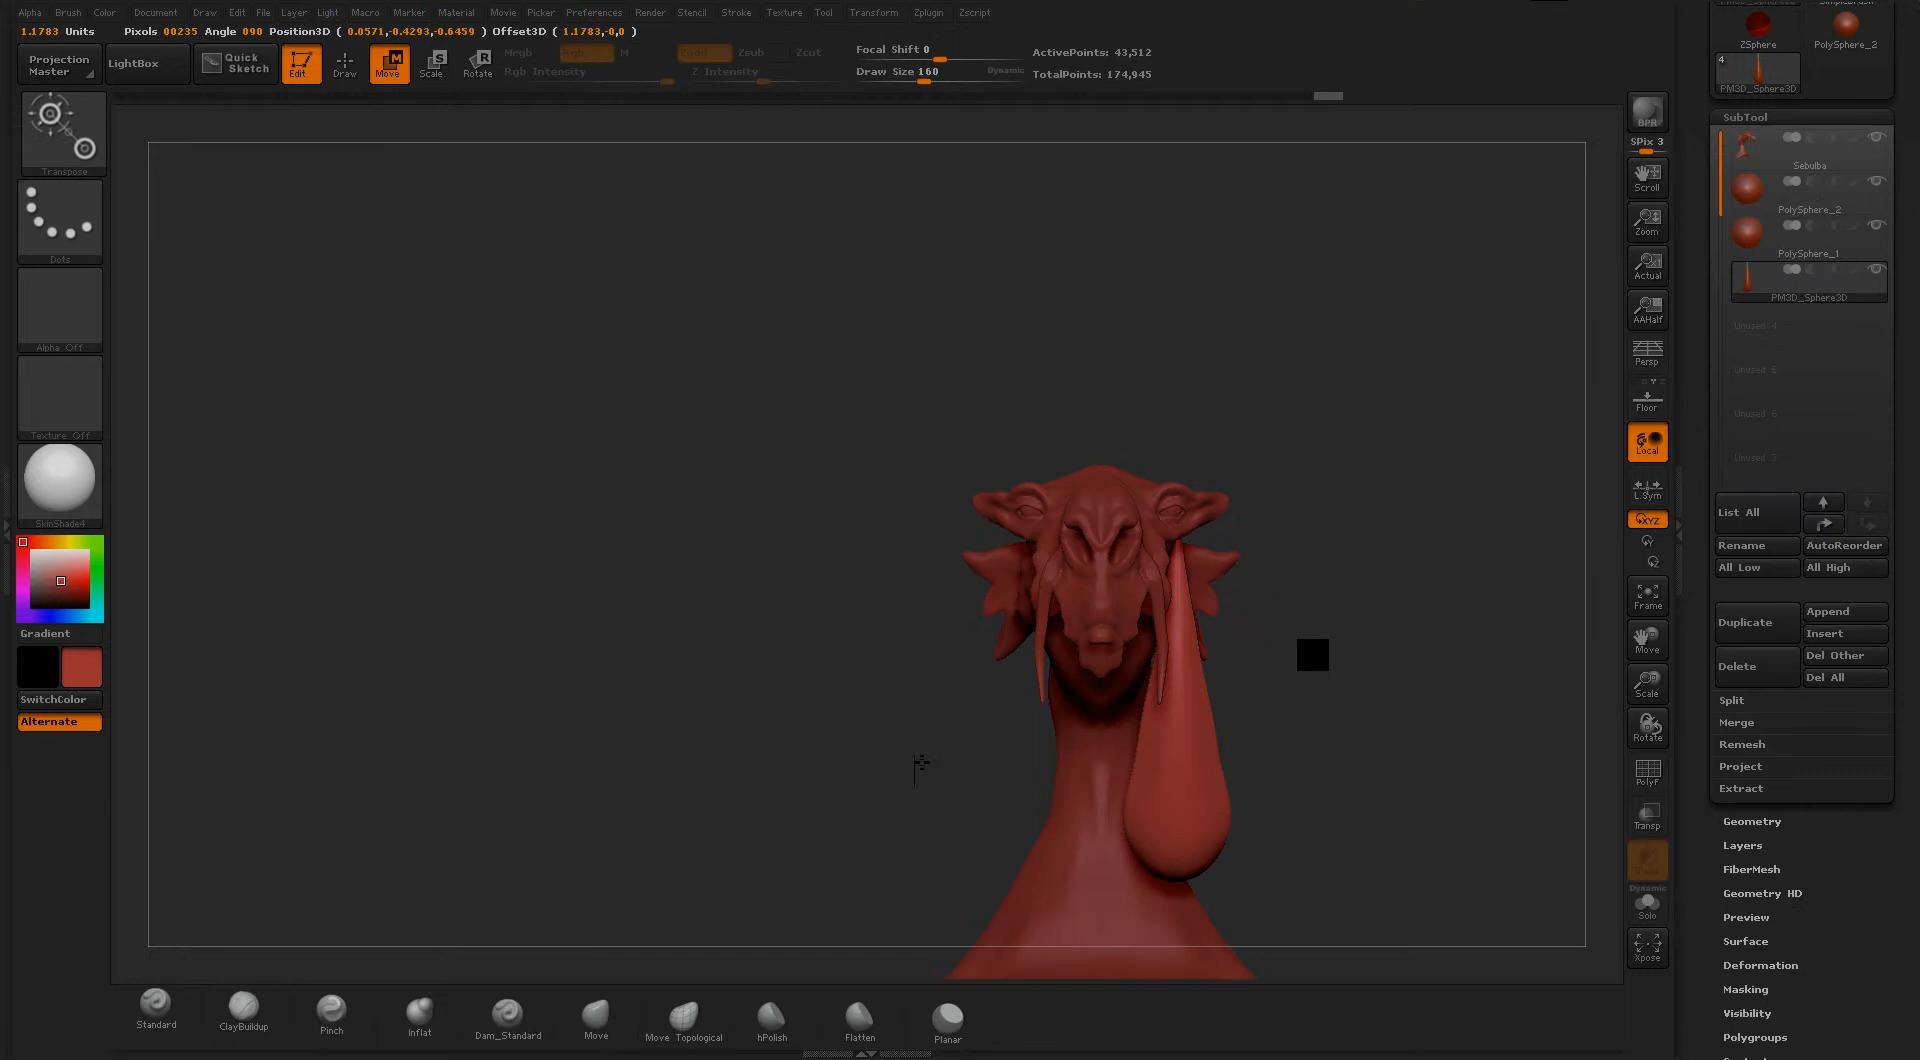 Alpha Brush Color Document Draw Edit File Layer Light Macro Marker Material Movie Picker Preferences Render Stencil Stroke Texture Tool Transform Zplugin Zscript
1.1783 Units Pixols 00235 Angle 090 Position3D ( 0.0571,-0.4293,-0.6459 ) Offset3D ( 1.1783,-0,0 )
Projection Master
LightBox
Quick Sketch
Edit
Draw
Move
Scale
Rotate
Mrgb Rgb M
Rgb Intensity
Zadd Zsub Zcut
Z Intensity
Focal Shift 0
Draw Size 160
Dynamic
ActivePoints: 43,512
TotalPoints: 174,945
Transpose
Dots
Alpha Off
Texture Off
SkinShade4
Gradient
SwitchColor
Alternate
BPR
SPix 3
Scroll
Zoom
Actual
AAHalf
Persp
Floor
Local
L.Sym
XYZ
Frame
Move
Scale
Rotate
PolyF
Transp
Dynamic
Solo
Xpose
ZSphere
PolySphere_2
4
PM3D_Sphere3D
SubTool
Sebulba
PolySphere_2
PolySphere_1
PM3D_Sphere3D
Unused 4
Unused 5
Unused 6
Unused 7
List All
Rename AutoReorder
All Low All High
Duplicate
Append
Insert
Delete
Del Other
Del All
Split
Merge
Remesh
Project
Extract
Geometry
Layers
FiberMesh
Geometry HD
Preview
Surface
Deformation
Masking
Visibility
Polygroups
Standard
ClayBuildup
Pinch
Inflat
Dam_Standard
Move
Move Topological
hPolish
Flatten
Planar